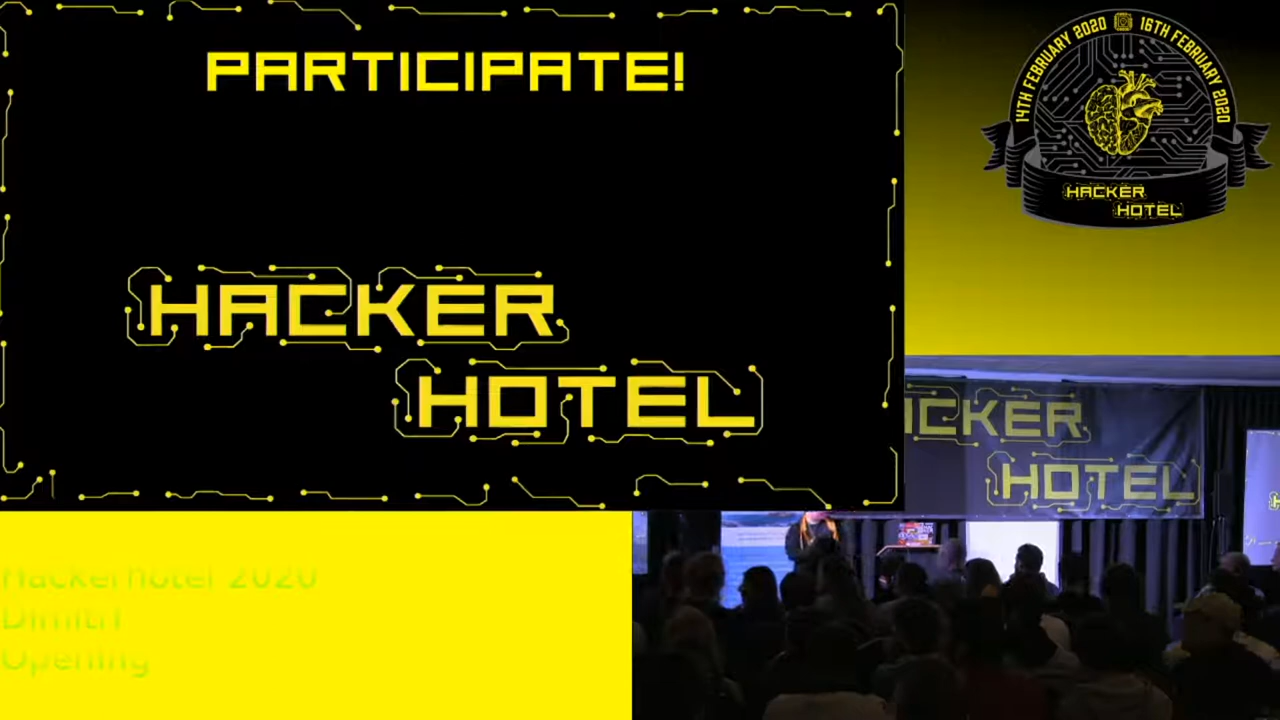 PARTICIPATE!
HACKER
HOTEL
14TH FEBRUARY 2020 16TH FEBRUARY 2020
HACKER
HOTEL
CKER
HOTEL
Hackerhotel 2020
Dimitri
Opening